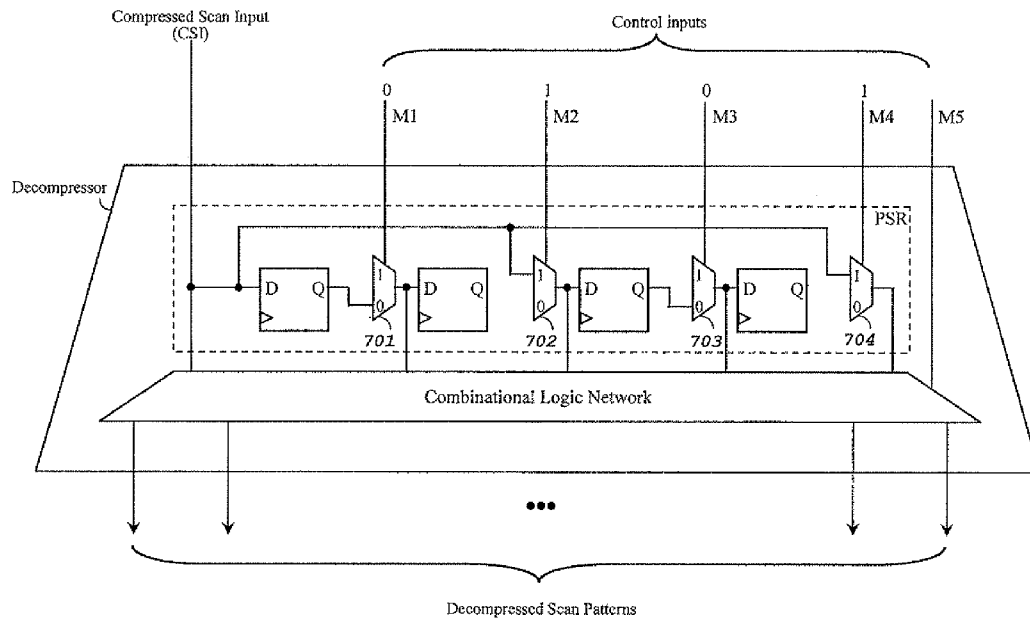 Compressed Scan Input
(CSI)
Control inputs
0
1
0
1
M1
M2
M3
M4
M5
Decompressor
PSR
D Q
1
0
701
D Q
1
0
702
D Q
1
0
703
D Q
1
0
704
Combinational Logic Network
•••
Decompressed Scan Patterns